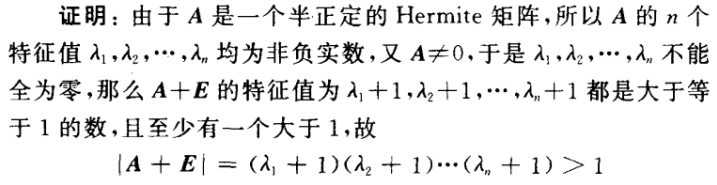 证明：由于 A 是一个半正定的 Hermite 矩阵，所以 A 的 n 个
特征值 λ₁,λ₂,⋯,λₙ 均为非负实数，又 A≠0，于是 λ₁,λ₂,⋯,λₙ 不能
全为零，那么 A+E 的特征值为 λ₁+1,λ₂+1,⋯,λₙ+1 都是大于等
于 1 的数，且至少有一个大于 1，故
|A + E| = (λ₁ + 1)(λ₂ + 1)⋯(λₙ + 1) > 1